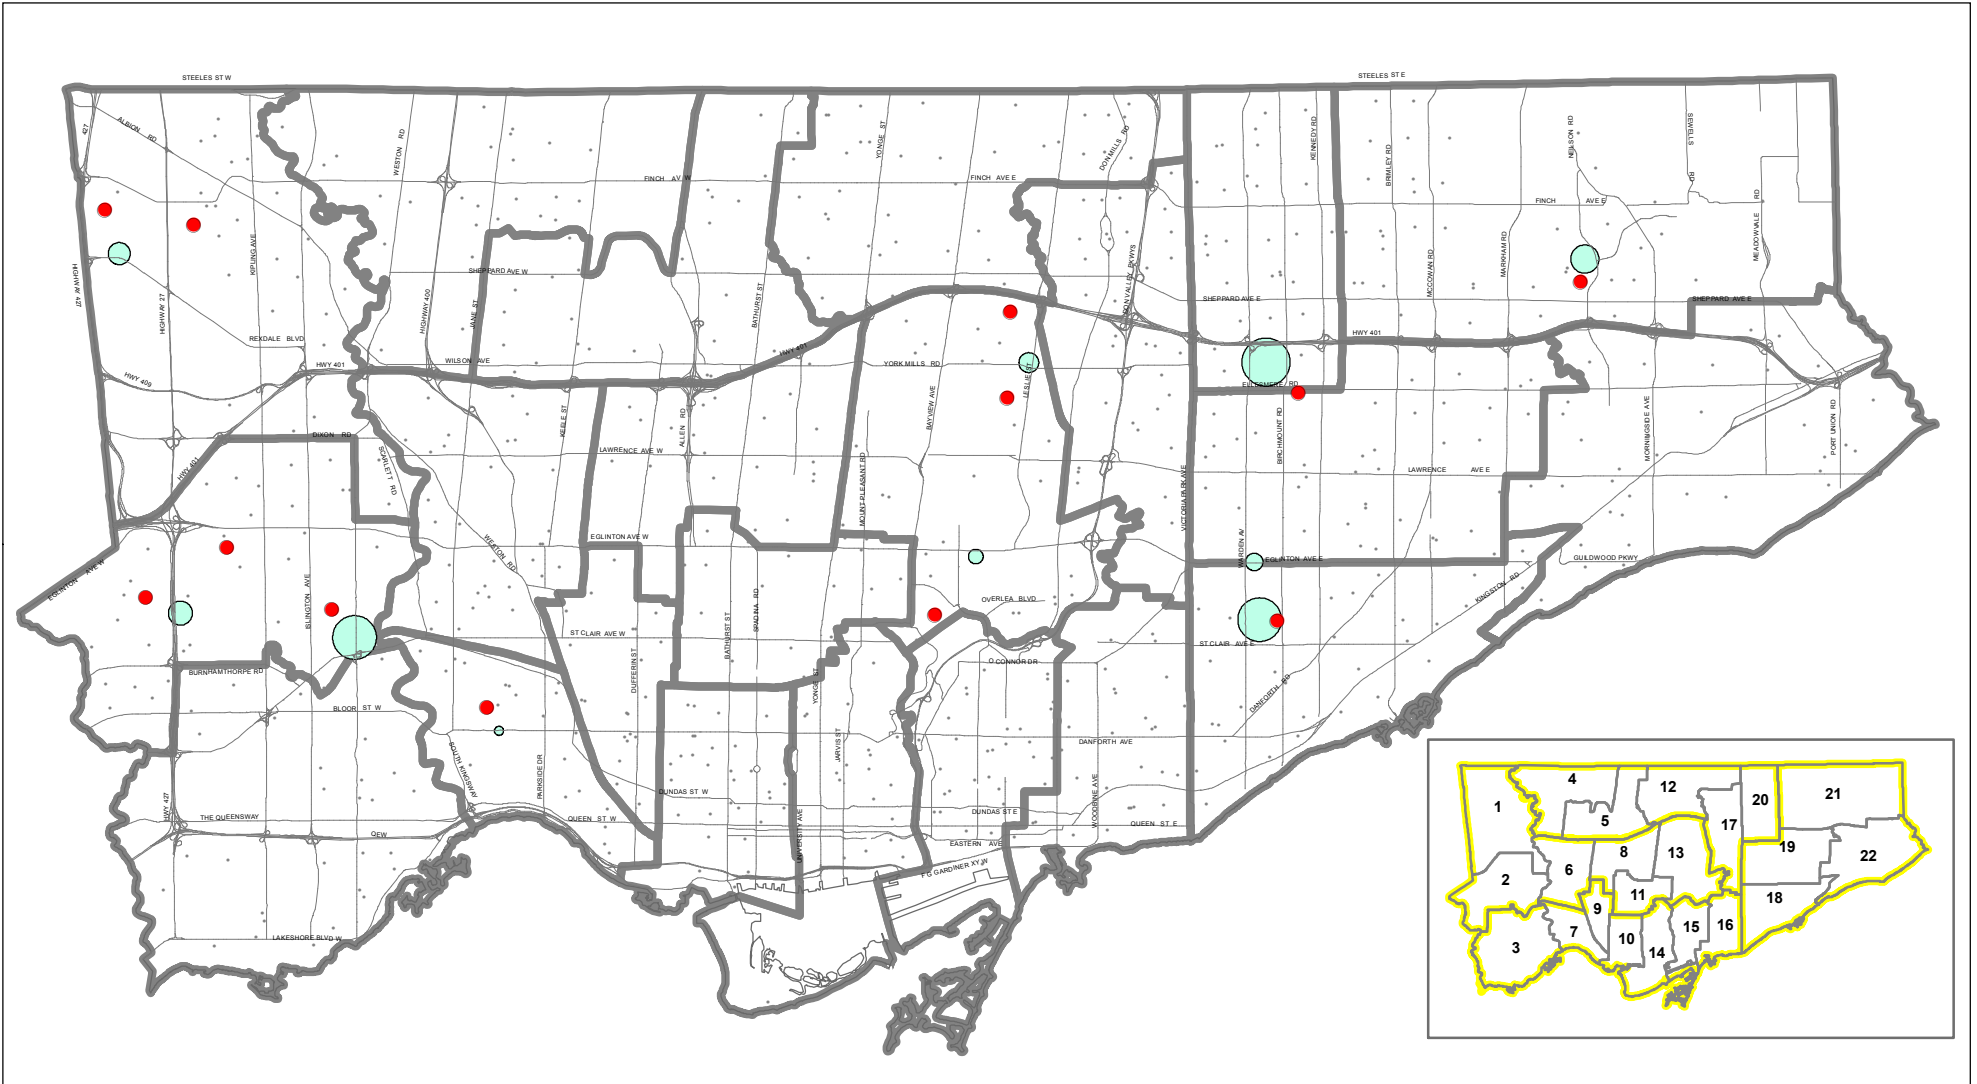 STEELES ST W
STEELES ST E
ALBION RD
427
WESTON RD
YONGE ST
DON MILLS RD
KENNEDY RD
BRIMLEY RD
NEILSON RD
SEWELLS RD
FINCH AV W
FINCH AVE E
FINCH AVE E
MEADOWVALE RD
KIPLING AVE
HIGHWAY 427
HIGHWAY 27
SHEPPARD AVE W
HIGHWAY 400
JANE ST
BATHURST ST
DON VALLEY PKWYS
MCCOWAN RD
MARKHAM RD
SHEPPARD AVE E
SHEPPARD AVE E
REXDALE BLVD
HWY 401
WILSON AVE
HWY 401
YORK MILLS RD
LESLIE ST
HWY 401
HWY 409
ELLESMERE RD
KEELE ST
ALLEN RD
BAYVIEW AVE
BIRCHMOUNT RD
MORNINGSIDE AVE
PORT UNION RD
DIXON RD
SCARLETT RD
HWY 401
LAWRENCE AVE W
MOUNT PLEASANT RD
LAWRENCE AVE E
VICTORIA PARK AVE
EGLINTON AVE W
WESTON RD
EGLINTON AVE W
WARDEN AV
EGLINTON AVE E
GUILDWOOD PKWY
KINGSTON RD
ISLINGTON AVE
OVERLEA BLVD
SPADINA RD
BATHURST ST
ST CLAIR AVE W
DUFFERIN ST
ST CLAIR AVE E
O CONNOR DR
BURNHAMTHORPE RD
YONGE ST
DANFORTH RD
BLOOR ST W
SOUTH KINGSWAY
PARKSIDE DR
JARVIS ST
DANFORTH AVE
WOODBINE AVE
DUNDAS ST W
DUNDAS ST E
HWY 427
THE QUEENSWAY
QEW
QUEEN ST W
UNIVERSITY AVE
QUEEN ST E
EASTERN AVE
F G GARDINER XY W
LAKESHORE BLVD W
4
12
1
20
21
5
17
8
13
19
22
6
2
11
18
9
7
10
15
16
3
14